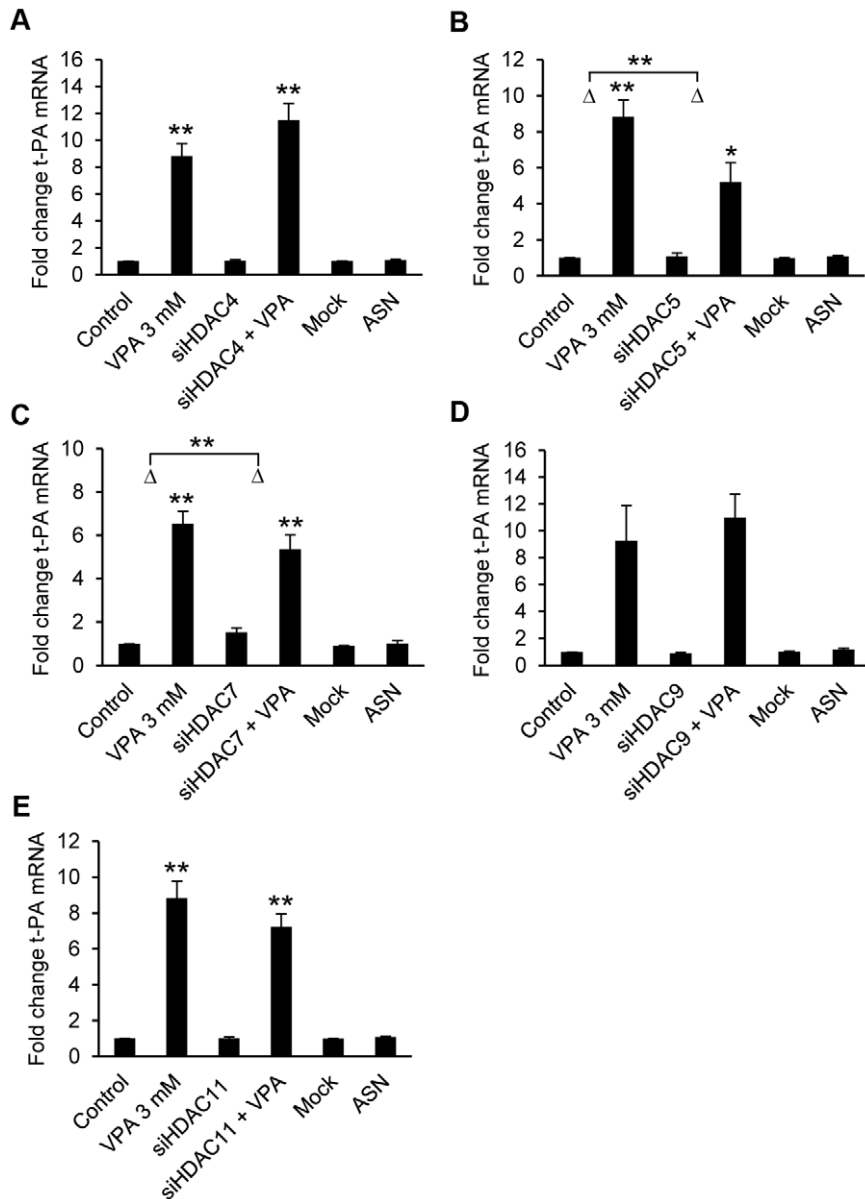 A
Fold change t-PA mRNA
16
14
12
10
8
6
4
2
0
**
**
Control
VPA 3 mM
siHDAC4
siHDAC4 + VPA
Mock
ASN
B
Fold change t-PA mRNA
12
10
8
6
4
2
0
**
Δ Δ
**
*
Control
VPA 3 mM
siHDAC5
siHDAC5 + VPA
Mock
ASN
C
Fold change t-PA mRNA
10
8
6
4
2
0
**
Δ Δ
**
**
Control
VPA 3 mM
siHDAC7
siHDAC7 + VPA
Mock
ASN
D
Fold change t-PA mRNA
16
14
12
10
8
6
4
2
0
Control
VPA 3 mM
siHDAC9
siHDAC9 + VPA
Mock
ASN
E
Fold change t-PA mRNA
12
10
8
6
4
2
0
**
**
Control
VPA 3 mM
siHDAC11
siHDAC11 + VPA
Mock
ASN